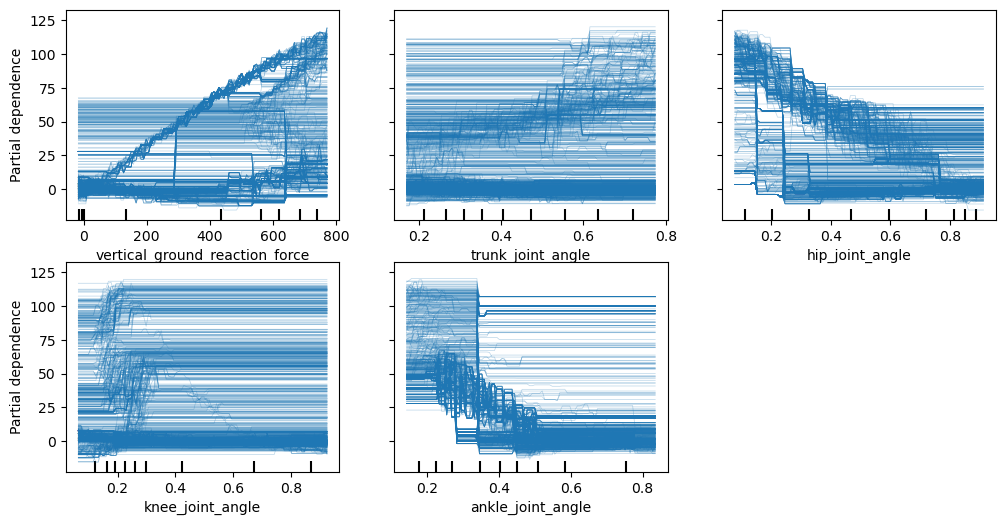 125
100
75
50
25
0
Partial dependence
0 200 400 600 800
vertical_ground_reaction_force
0.2 0.4 0.6 0.8
trunk_joint_angle
0.2 0.4 0.6 0.8
hip_joint_angle
125
100
75
50
25
0
Partial dependence
0.2 0.4 0.6 0.8
knee_joint_angle
0.2 0.4 0.6 0.8
ankle_joint_angle